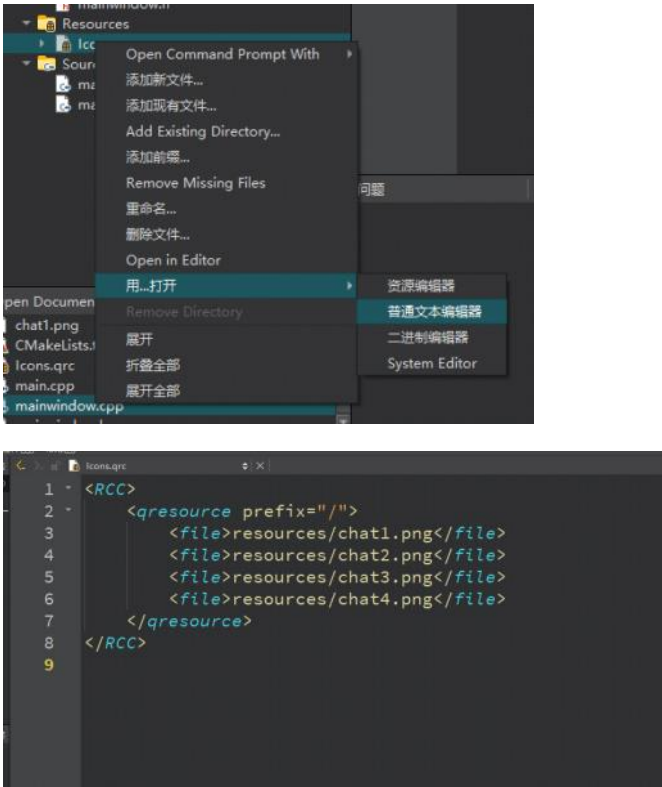 mainwindow.h
Resources
Ico
Open Command Prompt With
Sour
添加新文件...
ma
添加现有文件...
ma
Add Existing Directory...
添加前缀...
Remove Missing Files
问题
重命名...
删除文件...
Open in Editor
用...打开
资源编辑器
pen Documen
Remove Directory
普通文本编辑器
chat1.png
展开
二进制编辑器
CMakeLists.t
Icons.qrc
折叠全部
System Editor
main.cpp
展开全部
mainwindow.cpp
Icons.qrc
1 <RCC>
2 <qresource prefix="/">
3 <file>resources/chat1.png</file>
4 <file>resources/chat2.png</file>
5 <file>resources/chat3.png</file>
6 <file>resources/chat4.png</file>
7 </qresource>
8 </RCC>
9